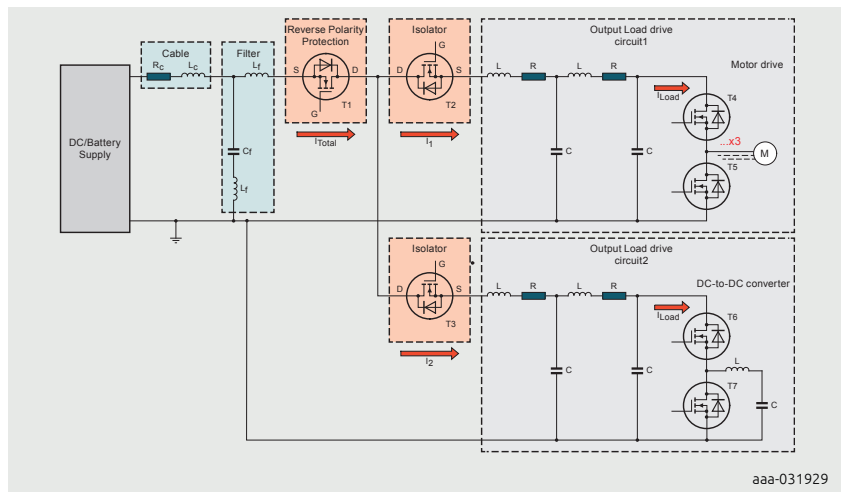 Cable
Filter
Reverse Polarity
Protection
Isolator
Output Load drive
circuit1
Rc
Lc
Lf
S
D
G
T1
G
D
S
T2
L
R
L
R
Motor drive
ILoad
T4
DC/Battery
Supply
Cf
Lf
ITotal
I1
C
C
...x3
M
T5
Isolator
Output Load drive
circuit2
G
D
S
T3
L
R
L
R
DC-to-DC converter
ILoad
T6
I2
C
C
L
T7
C
aaa-031929